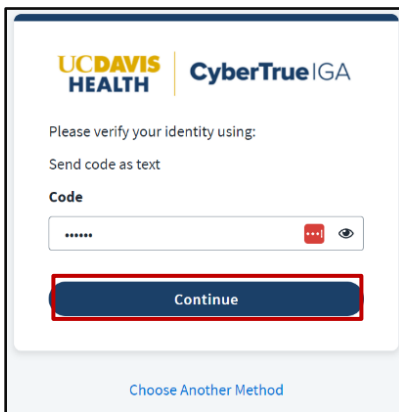 UCDAVIS
HEALTH
CyberTrue IGA
Please verify your identity using:
Send code as text
Code
••••••
Continue
Choose Another Method